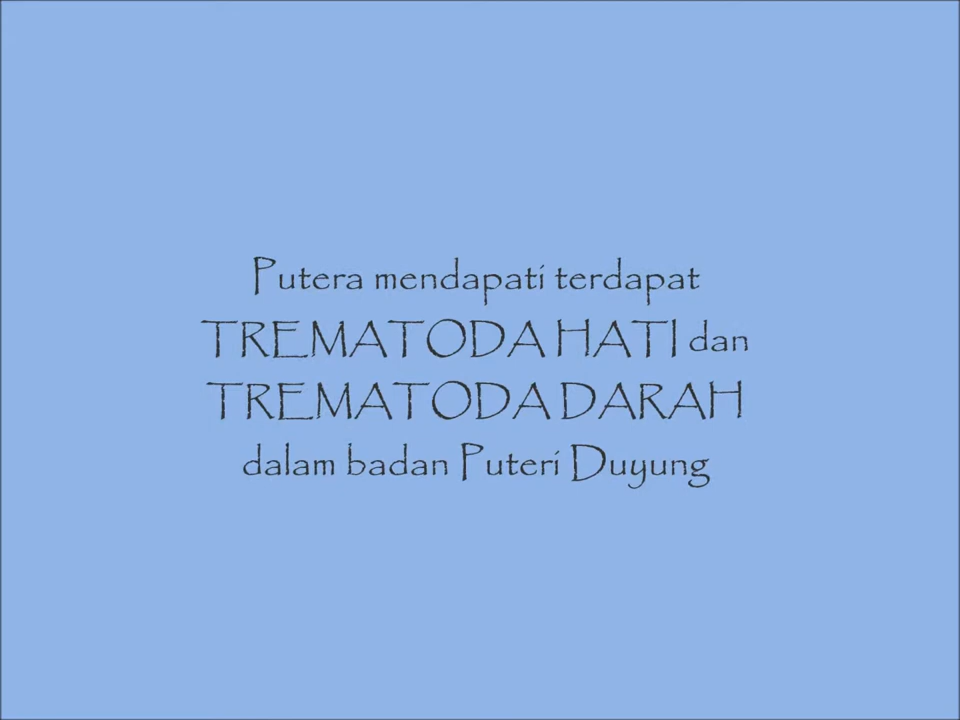 Putera mendapati terdapat
TREMATODA HATI dan
TREMATODA DARAH
dalam badan Puteri Duyung